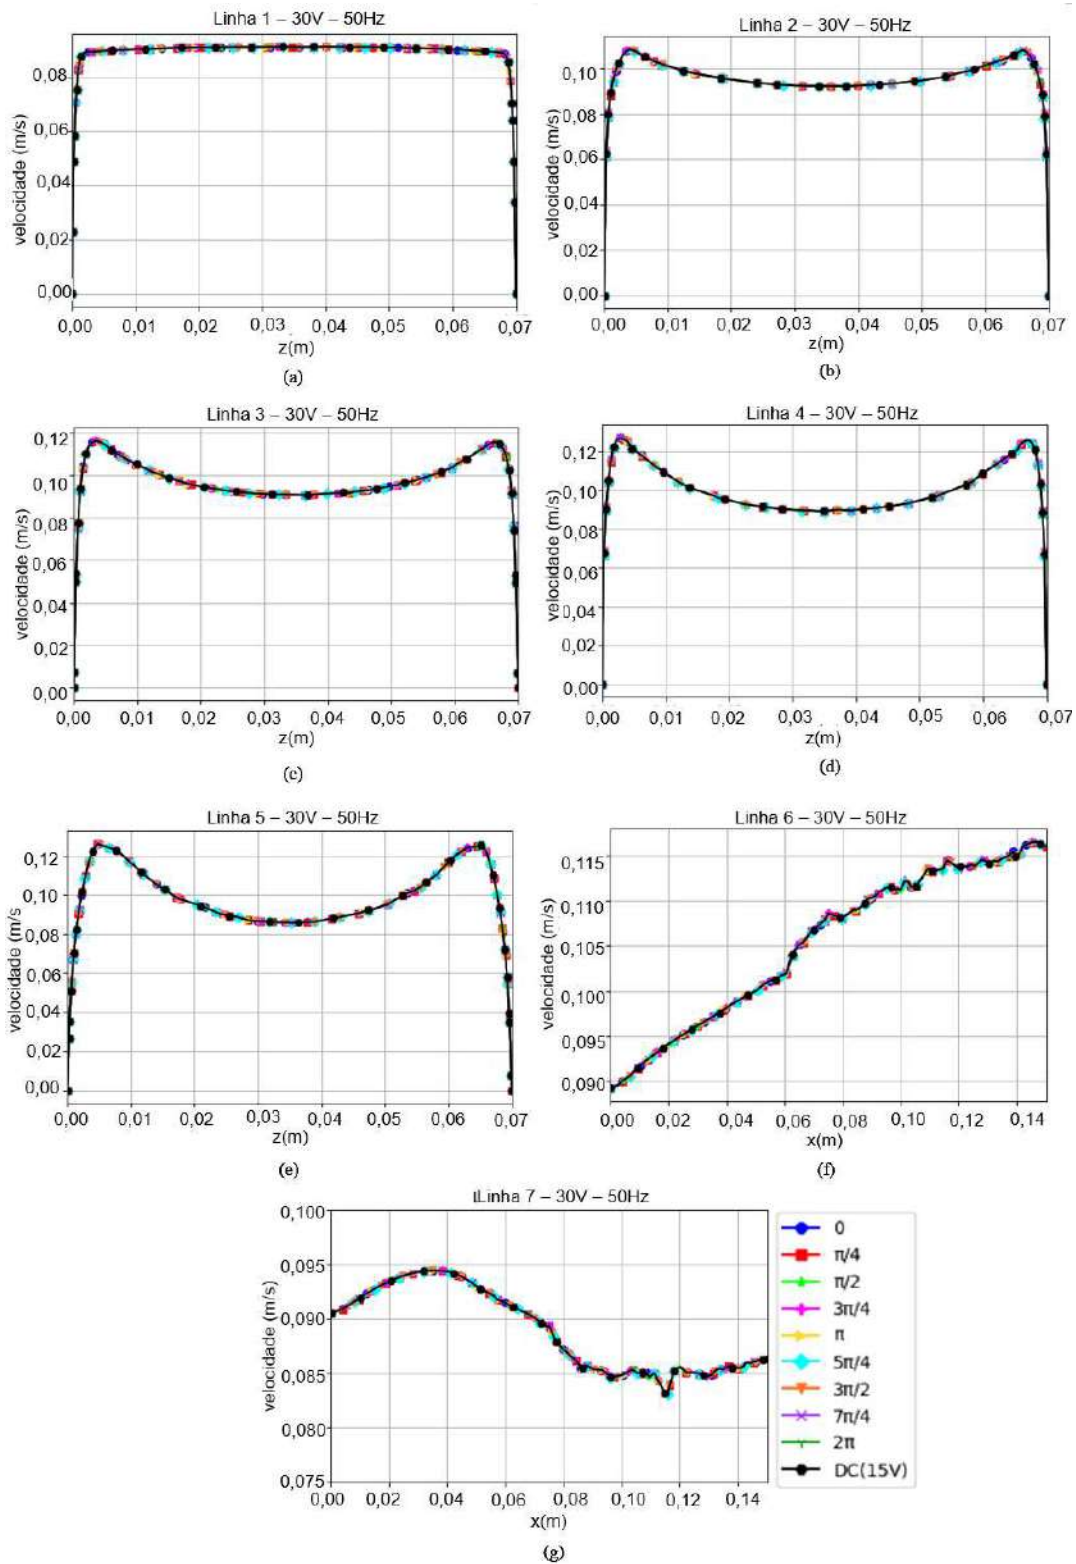 Linha 1 – 30V – 50Hz
velocidade (m/s)
0,08
0,06
0,04
0,02
0,00
0,00 0,01 0,02 0,03 0,04 0,05 0,06 0,07
z(m)
(a)
Linha 2 – 30V – 50Hz
velocidade (m/s)
0,10
0,08
0,06
0,04
0,02
0,00
0,00 0,01 0,02 0,03 0,04 0,05 0,06 0,07
z(m)
(b)
Linha 3 – 30V – 50Hz
velocidade (m/s)
0,12
0,10
0,08
0,06
0,04
0,02
0,00
0,00 0,01 0,02 0,03 0,04 0,05 0,06 0,07
z(m)
(c)
Linha 4 – 30V – 50Hz
velocidade (m/s)
0,12
0,10
0,08
0,06
0,04
0,02
0,00
0,00 0,01 0,02 0,03 0,04 0,05 0,06 0,07
z(m)
(d)
Linha 5 – 30V – 50Hz
velocidade (m/s
0,12
0,10
0,08
0,06
0,04
0,02
0,00
0,00 0,01 0,02 0,03 0,04 0,05 0,06 0,07
z(m)
(e)
Linha 6 – 30V – 50Hz
velocidade (m/s)
0,115
0,110
0,105
0,100
0,095
0,090
0,00 0,02 0,04 0,06 0,08 0,10 0,12 0,14
x(m)
(f)
Linha 7 – 30V – 50Hz
velocidade (m/s)
0,100
0,095
0,090
0,085
0,080
0,075
0,00 0,02 0,04 0,06 0,08 0,10 0,12 0,14
x(m)
(g)
0
π/4
π/2
3π/4
π
5π/4
3π/2
7π/4
2π
DC(15V)